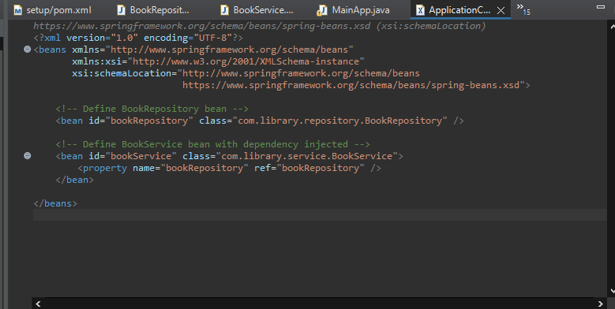 setup/pom.xml
BookReposit...
BookService....
MainApp.java
ApplicationC...
15
https://www.springframework.org/schema/beans/spring-beans.xsd (xsi:schemaLocation)
<?xml version="1.0" encoding="UTF-8"?>
<beans xmlns="http://www.springframework.org/schema/beans"
xmlns:xsi="http://www.w3.org/2001/XMLSchema-instance"
xsi:schemaLocation="http://www.springframework.org/schema/beans
https://www.springframework.org/schema/beans/spring-beans.xsd">
<!-- Define BookRepository bean -->
<bean id="bookRepository" class="com.library.repository.BookRepository" />
<!-- Define BookService bean with dependency injected -->
<bean id="bookService" class="com.library.service.BookService">
<property name="bookRepository" ref="bookRepository" />
</bean>
</beans>